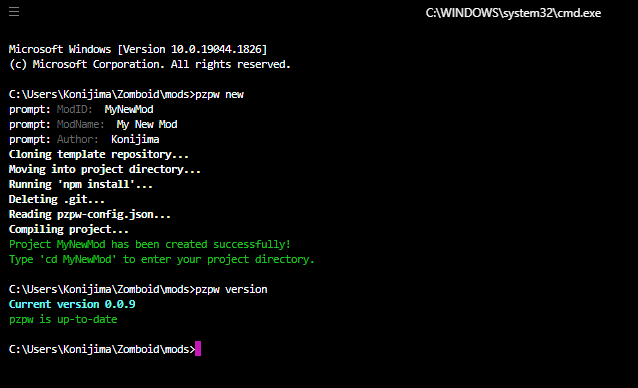 C:\WINDOWS\system32\cmd.exe
Microsoft Windows [Version 10.0.19044.1826]
(c) Microsoft Corporation. All rights reserved.
C:\Users\Konijima\Zomboid\mods>pzpw new
prompt: ModID:  MyNewMod
prompt: ModName:  My New Mod
prompt: Author:  Konijima
Cloning template repository...
Moving into project directory...
Running 'npm install'...
Deleting .git...
Reading pzpw-config.json...
Compiling project...
Project MyNewMod has been created successfully!
Type 'cd MyNewMod' to enter your project directory.
C:\Users\Konijima\Zomboid\mods>pzpw version
Current version 0.0.9
pzpw is up-to-date
C:\Users\Konijima\Zomboid\mods>